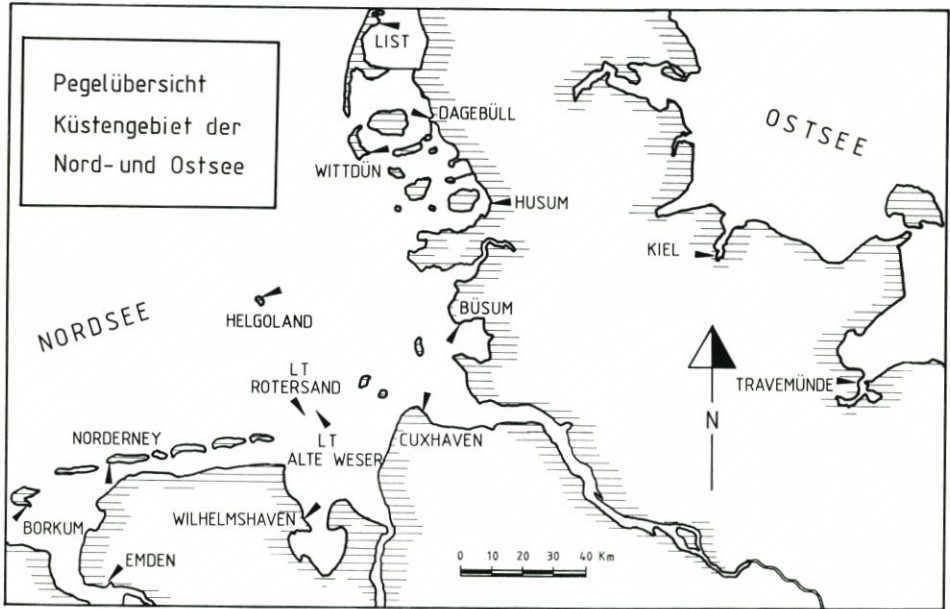 Pegelübersicht
Küstengebiet der
Nord-und Ostsee
LIST
DAGEBÜLL
WITTDÜN
HUSUM
OSTSEE
KIEL
NORDSEE
HELGOLAND
BÜSUM
LT
ROTERSAND
LT
ALTE WESER
CUXHAVEN
TRAVEMÜNDE
N
NORDERNEY
BORKUM
WILHELMSHAVEN
EMDEN
0 10 20 30 40 Km